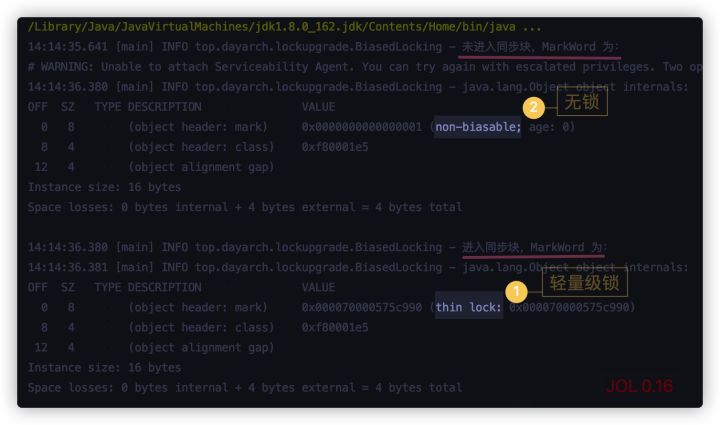 /Library/Java/JavaVirtualMachines/jdk1.8.0_162.jdk/Contents/Home/bin/java ...
14:14:35.641 [main] INFO top.dayarch.lockupgrade.BiasedLocking - 未进入同步块，MarkWord 为：
# WARNING: Unable to attach Serviceability Agent. You can try again with escalated privileges. Two op
14:14:36.380 [main] INFO top.dayarch.lockupgrade.BiasedLocking - java.lang.Object object internals:
OFF SZ TYPE DESCRIPTION VALUE
2 无锁
0 8 (object header: mark) 0x0000000000000001 (non-biasable; age: 0)
8 4 (object header: class) 0xf80001e5
12 4 (object alignment gap)
Instance size: 16 bytes
Space losses: 0 bytes internal + 4 bytes external = 4 bytes total
14:14:36.380 [main] INFO top.dayarch.lockupgrade.BiasedLocking - 进入同步块，MarkWord 为：
14:14:36.381 [main] INFO top.dayarch.lockupgrade.BiasedLocking - java.lang.Object object internals:
OFF SZ TYPE DESCRIPTION VALUE
1 轻量级锁
0 8 (object header: mark) 0x000070000575c990 (thin lock: 0x000070000575c990)
8 4 (object header: class) 0xf80001e5
12 4 (object alignment gap)
Instance size: 16 bytes
Space losses: 0 bytes internal + 4 bytes external = 4 bytes total
JOL 0.16